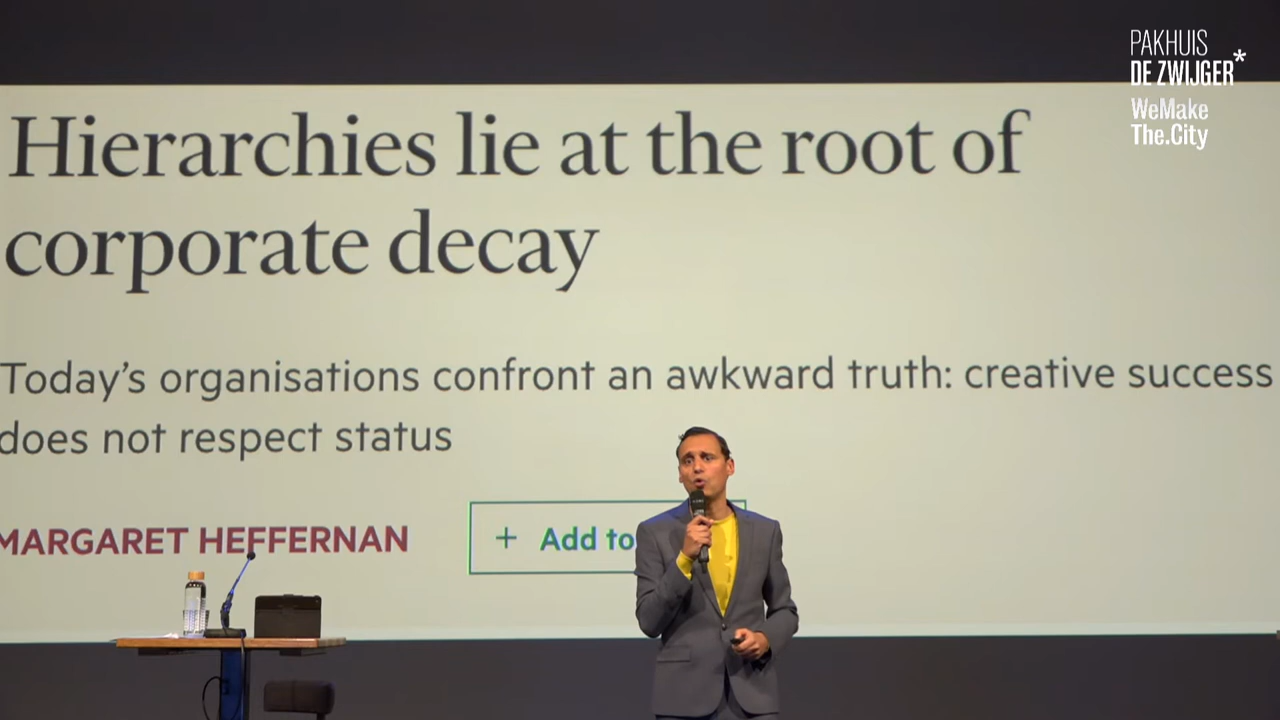 PAKHUIS
DE ZWIJGER*
WeMake
The.City
Hierarchies lie at the root of
corporate decay
Today's organisations confront an awkward truth: creative success
does not respect status
MARGARET HEFFERNAN
+ Add to